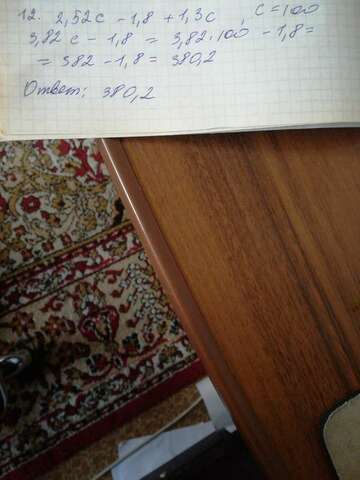 12. 2,52c - 1,8 + 1,3c , c = 100
3,82c - 1,8 = 3,82·100 - 1,8 =
= 382 - 1,8 = 380,2
Ответ: 380,2